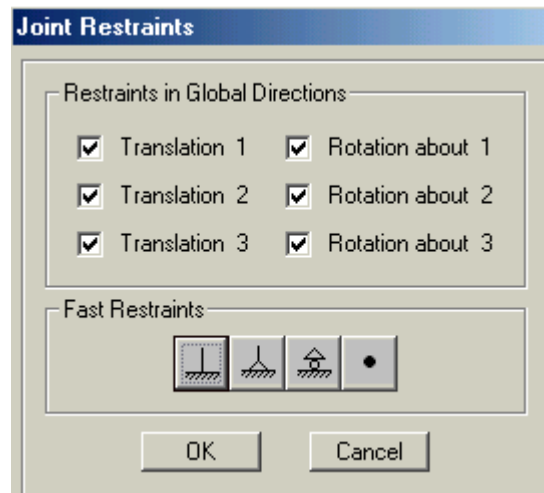 Joint Restraints
Restraints in Global Directions
Translation 1 Rotation about 1
Translation 2 Rotation about 2
Translation 3 Rotation about 3
Fast Restraints
OK Cancel